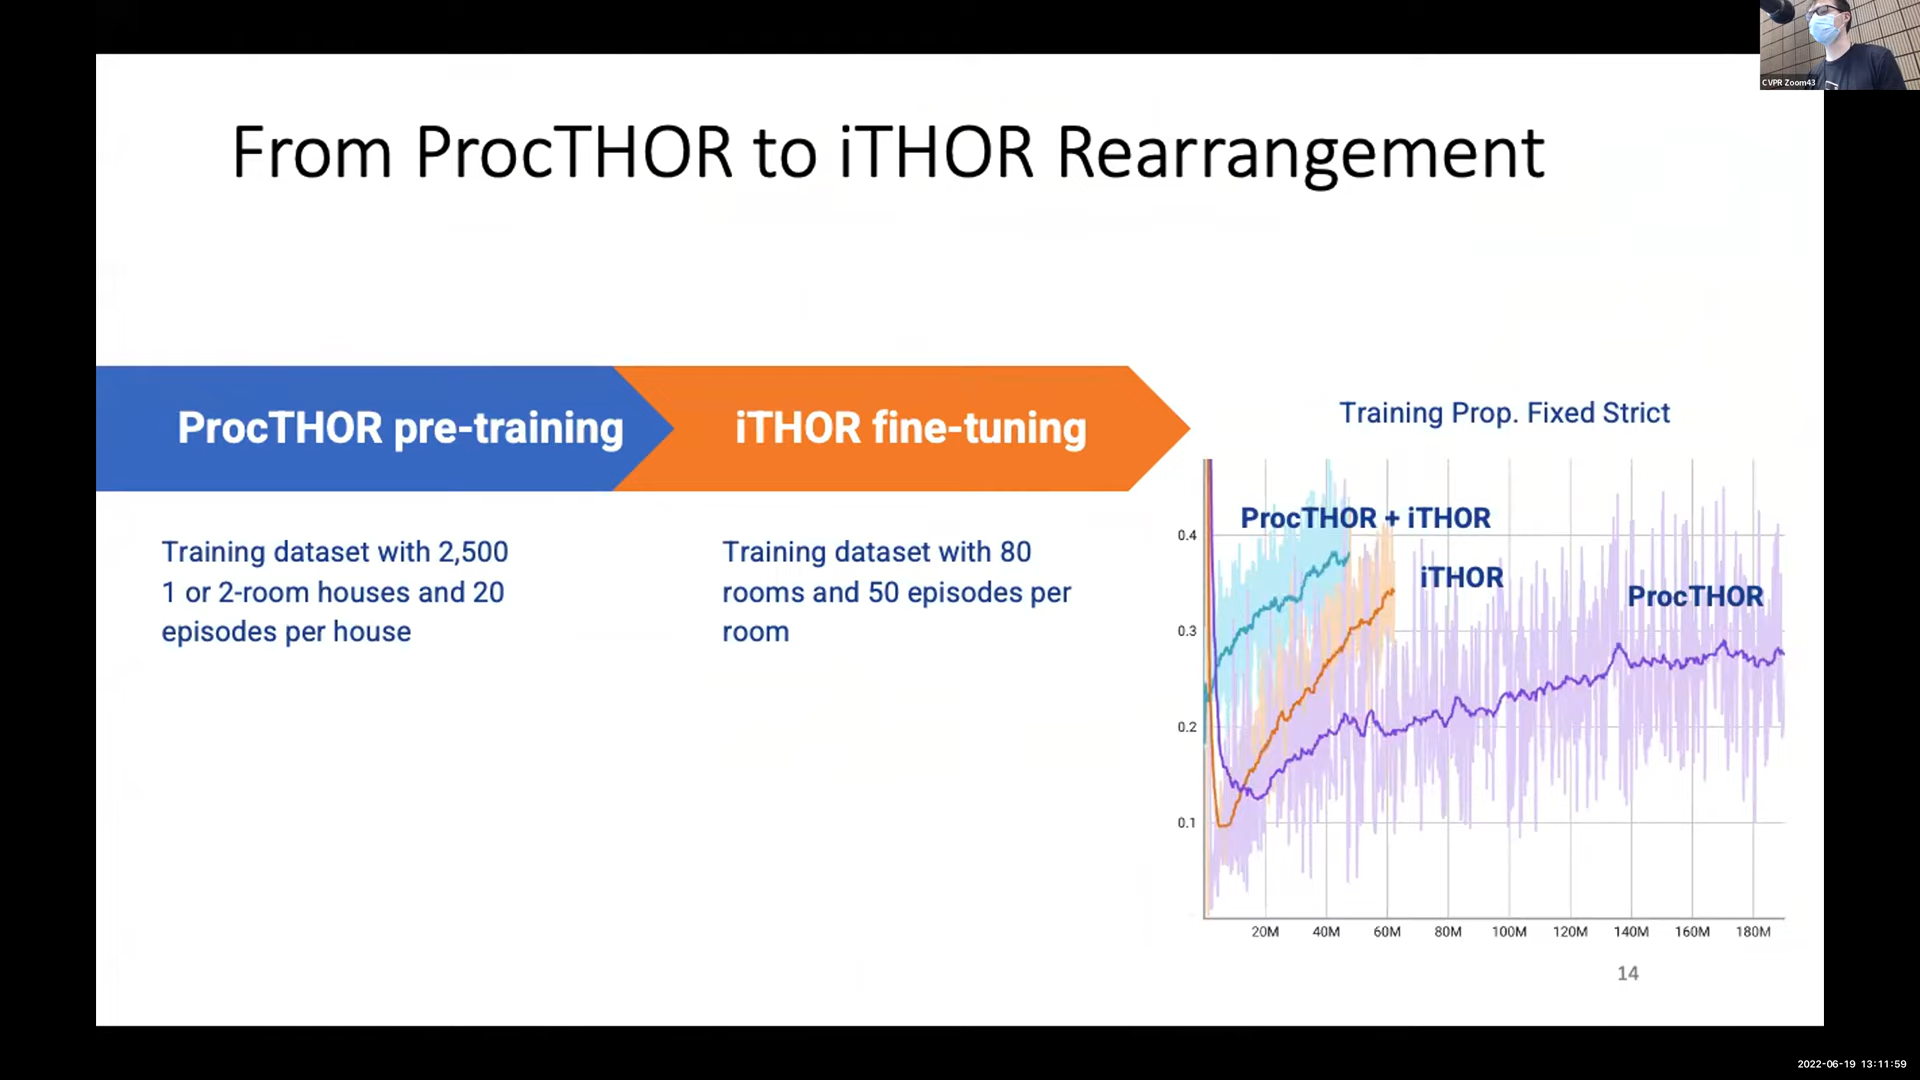 CVPR Zoom43
From ProcTHOR to iTHOR Rearrangement
ProcTHOR pre-training
iTHOR fine-tuning
Training dataset with 2,500
1 or 2-room houses and 20
episodes per house
Training dataset with 80
rooms and 50 episodes per
room
Training Prop. Fixed Strict
ProcTHOR + iTHOR
iTHOR
ProcTHOR
0.4
0.3
0.2
0.1
20M 40M 60M 80M 100M 120M 140M 160M 180M
14
2022-06-19 13:11:59